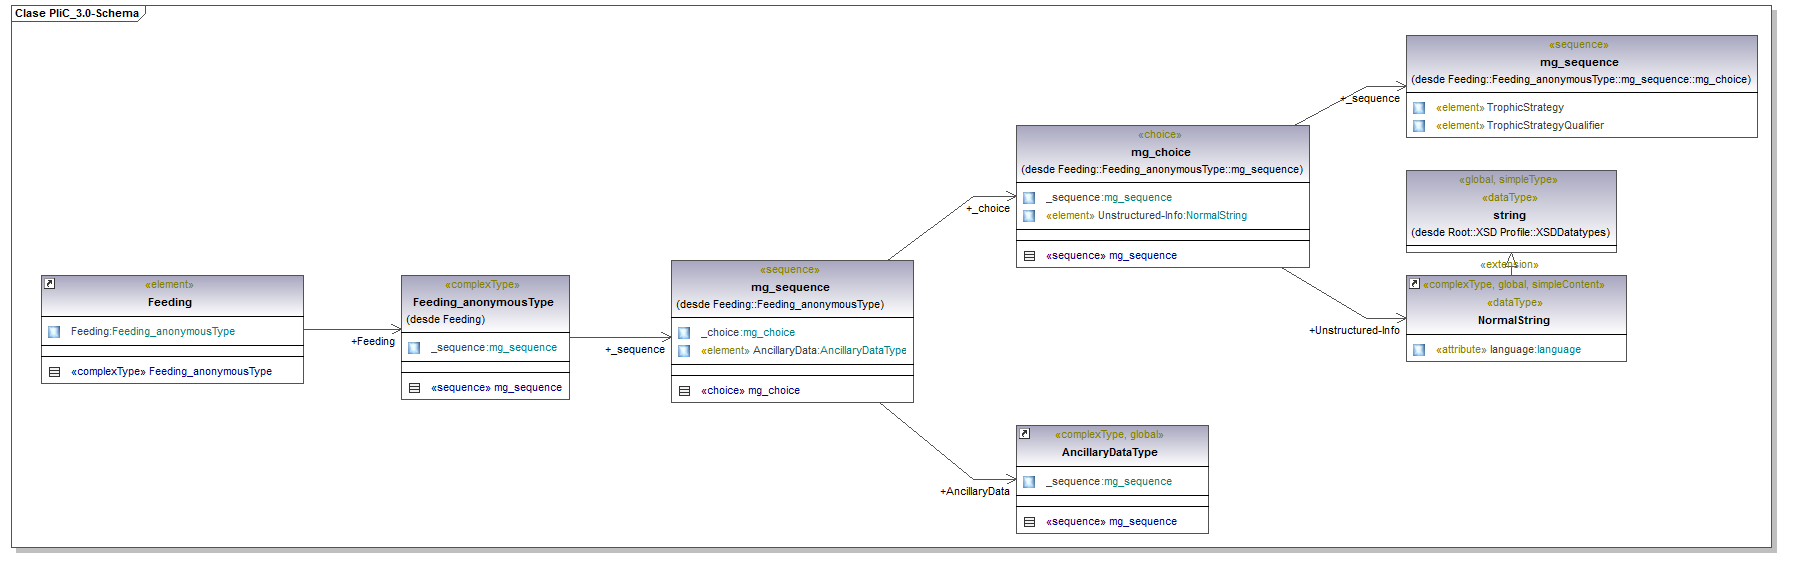 Clase PliC_3.0-Schema
«element»
Feeding
Feeding:Feeding_anonymousType
«complexType» Feeding_anonymousType
+Feeding
«complexType»
Feeding_anonymousType
(desde Feeding)
_sequence:mg_sequence
«sequence» mg_sequence
+_sequence
«sequence»
mg_sequence
(desde Feeding::Feeding_anonymousType)
_choice:mg_choice
«element» AncillaryData:AncillaryDataType
«choice» mg_choice
+_choice
+AncillaryData
«choice»
mg_choice
(desde Feeding::Feeding_anonymousType::mg_sequence)
_sequence:mg_sequence
«element» Unstructured-Info:NormalString
«sequence» mg_sequence
+_sequence
+Unstructured-Info
«complexType, global»
AncillaryDataType
_sequence:mg_sequence
«sequence» mg_sequence
«sequence»
mg_sequence
(desde Feeding::Feeding_anonymousType::mg_sequence::mg_choice)
«element» TrophicStrategy
«element» TrophicStrategyQualifier
«global, simpleType»
«dataType»
string
(desde Root::XSD Profile::XSDDatatypes)
«extension»
«complexType, global, simpleContent»
«dataType»
NormalString
«attribute» language:language